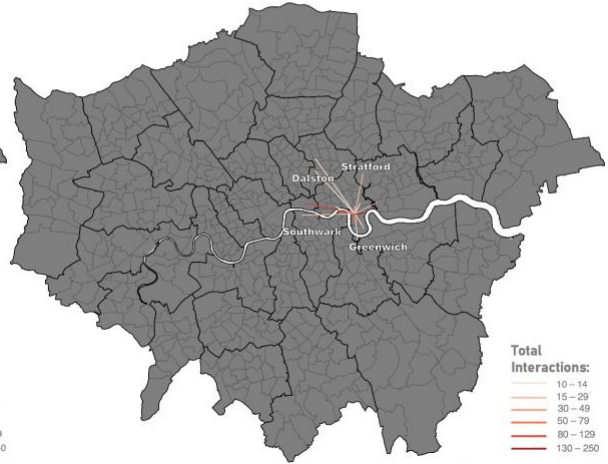 Stratford
Dalston
Southwark
Greenwich
Total
Interactions:
10 – 14
15 – 29
30 – 49
50 – 79
80 – 129
130 – 250